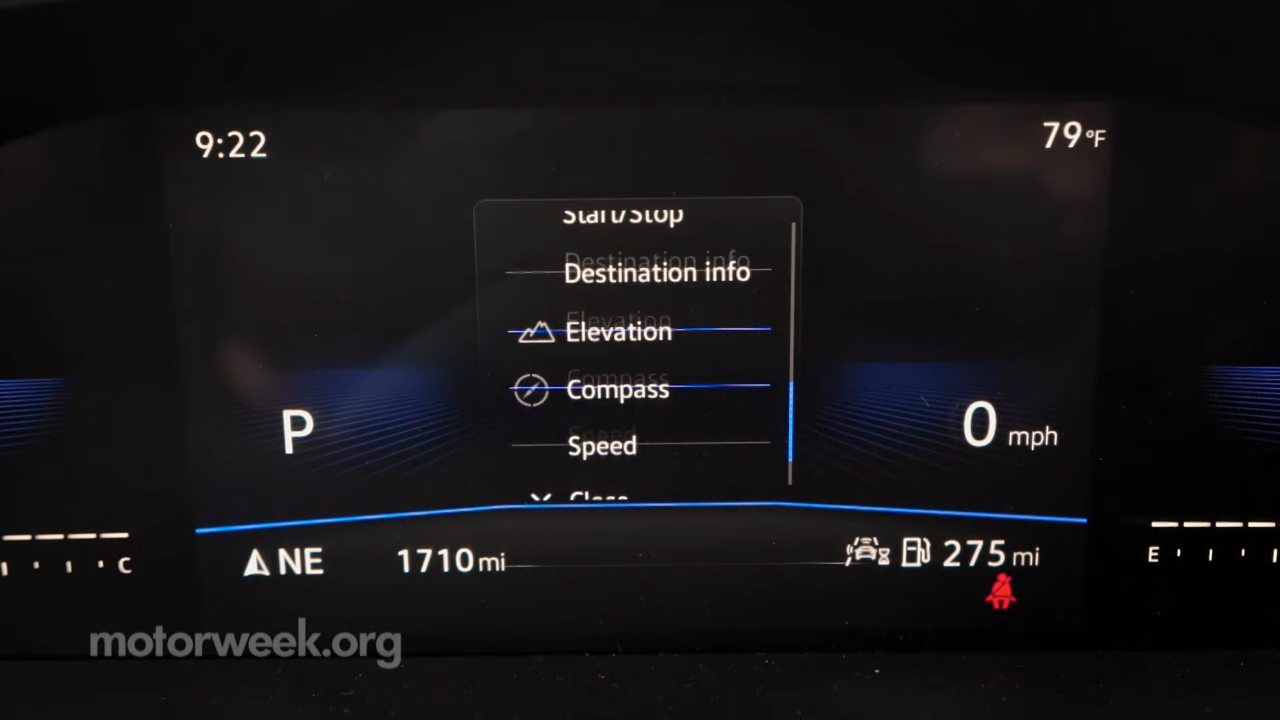 9:22
79°F
Start/Stop
Destination info
Elevation
Compass
Speed
Close
P
0 mph
NE
1710 mi
275 mi
C
E
motorweek.org